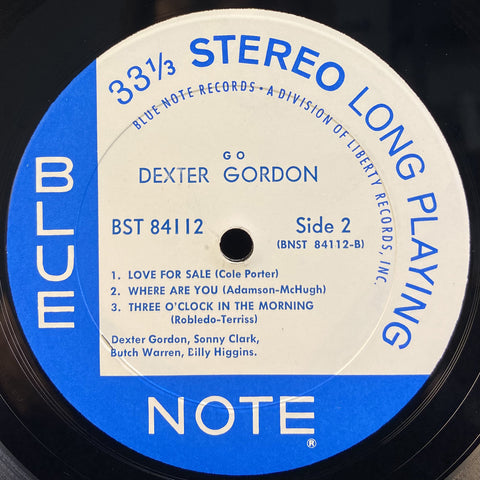 33⅓ STEREO LONG PLAYING
BLUE NOTE RECORDS • A DIVISION OF LIBERTY RECORDS, INC.
GO
DEXTER GORDON
BST 84112 Side 2
(BNST 84112-B)
1. LOVE FOR SALE (Cole Porter)
2. WHERE ARE YOU (Adamson-McHugh)
3. THREE O'CLOCK IN THE MORNING
(Robledo-Terriss)
Dexter Gordon, Sonny Clark,
Butch Warren, Billy Higgins.
BLUE
NOTE®